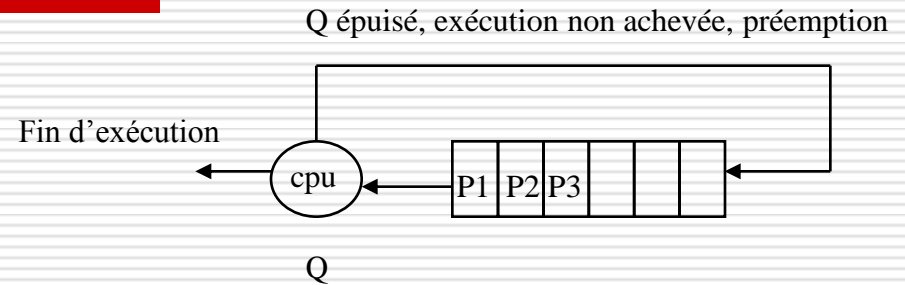 Q épuisé, exécution non achevée, préemption
Fin d’exécution
cpu
P1 P2 P3
Q